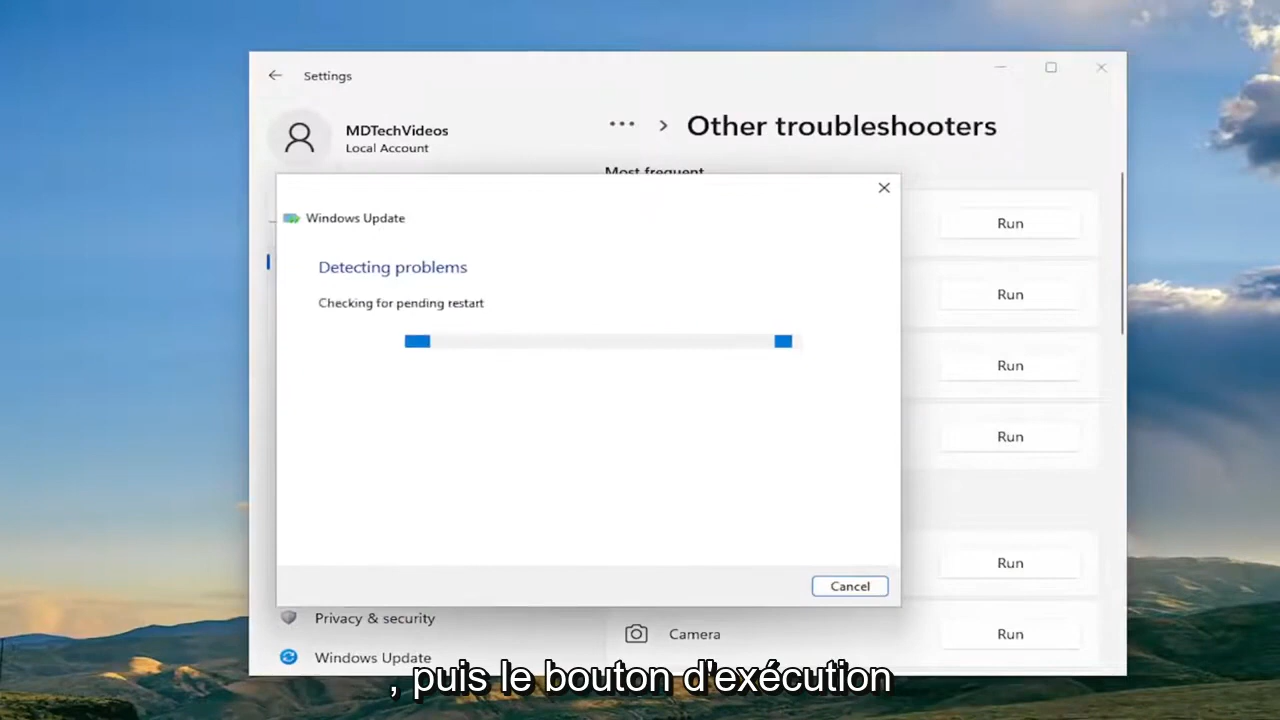 Settings
MDTechVideos
Local Account
Other troubleshooters
Most frequent
Windows Update
Detecting problems
Checking for pending restart
Cancel
Run
Run
Run
Run
Run
Camera
Run
Privacy & security
Windows Update
, puis le bouton d'exécution